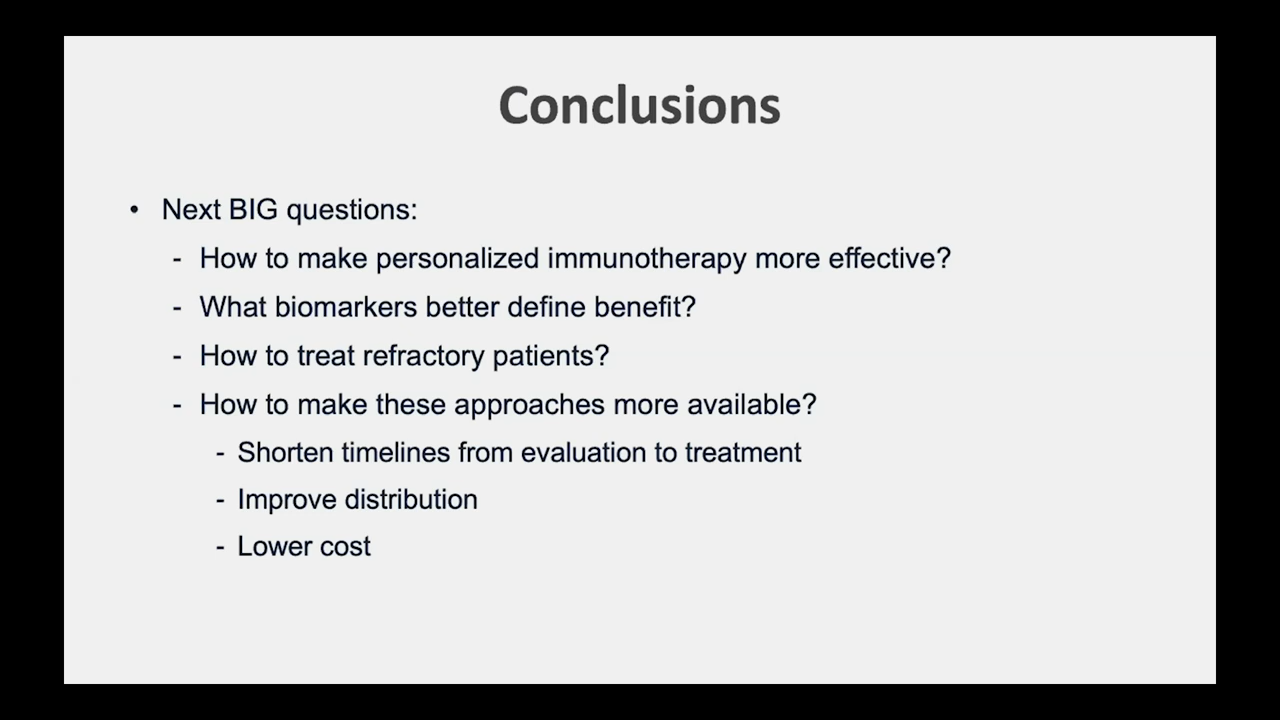 Conclusions
• Next BIG questions:
- How to make personalized immunotherapy more effective?
- What biomarkers better define benefit?
- How to treat refractory patients?
- How to make these approaches more available?
- Shorten timelines from evaluation to treatment
- Improve distribution
- Lower cost